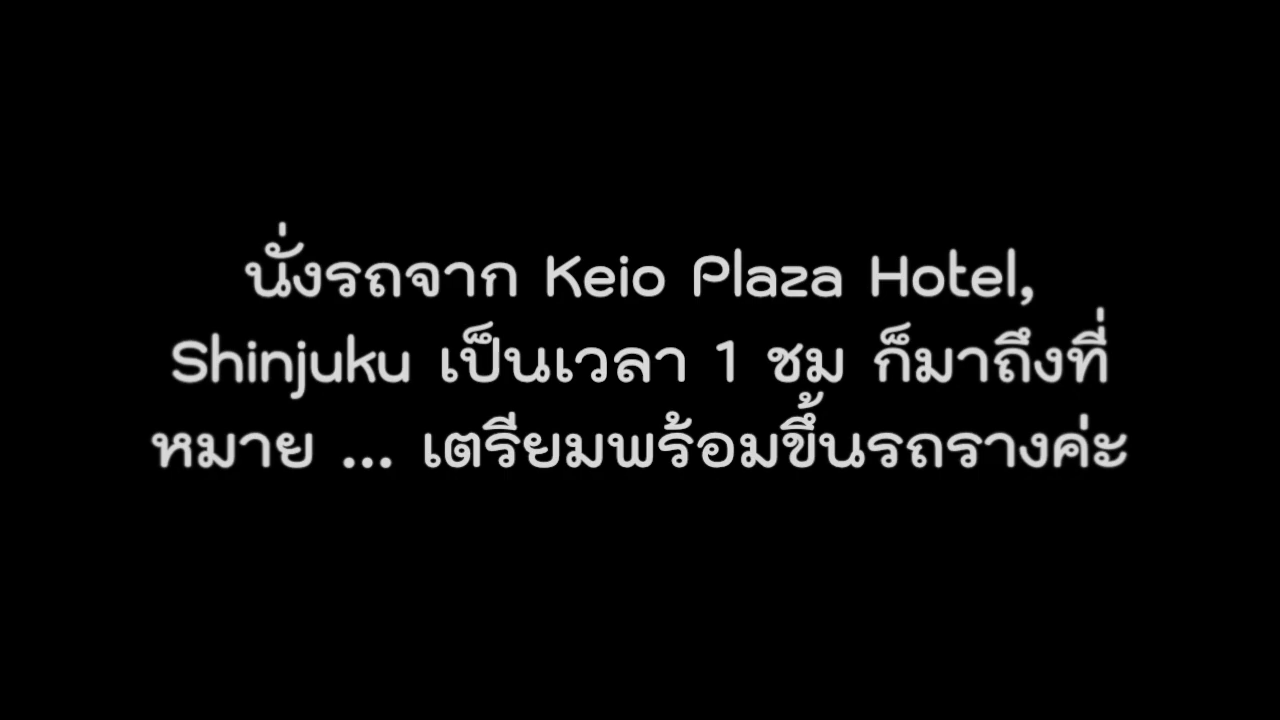 นั่งรถจาก Keio Plaza Hotel,
Shinjuku เป็นเวลา 1 ชม ก็มาถึงที่
หมาย ... เตรียมพร้อมขึ้นรถรางค่ะ